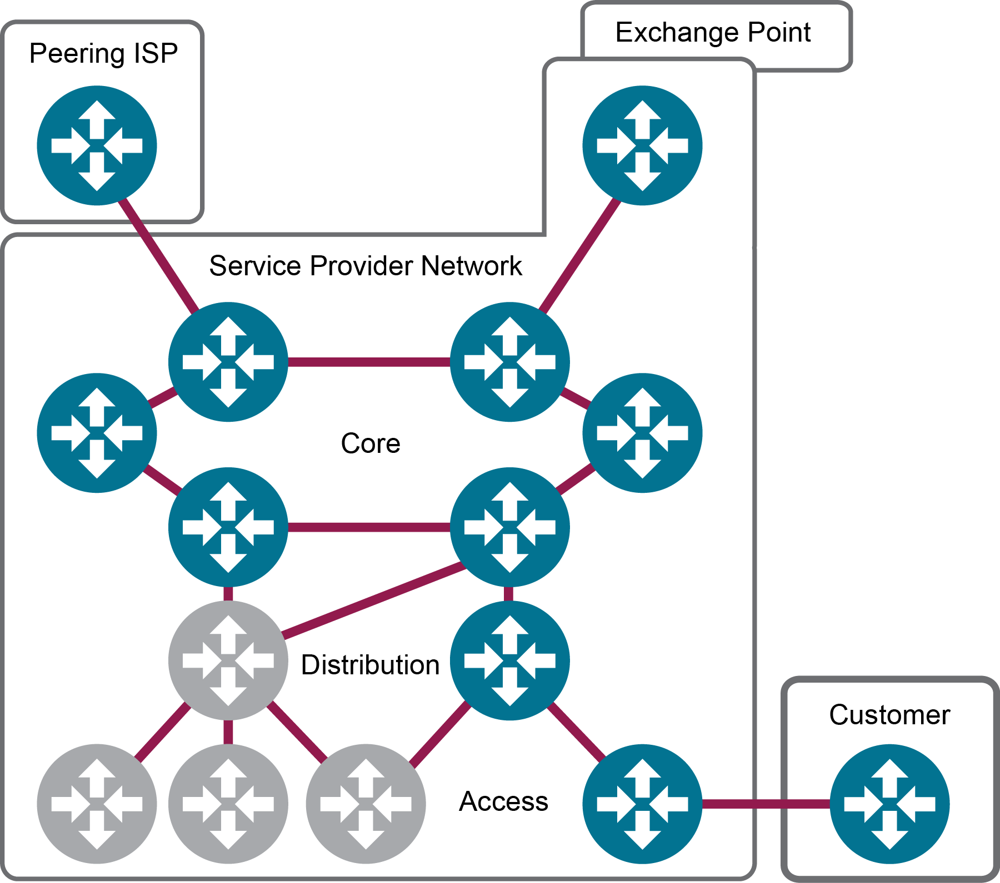 Peering ISP
Exchange Point
Service Provider Network
Core
Distribution
Customer
Access